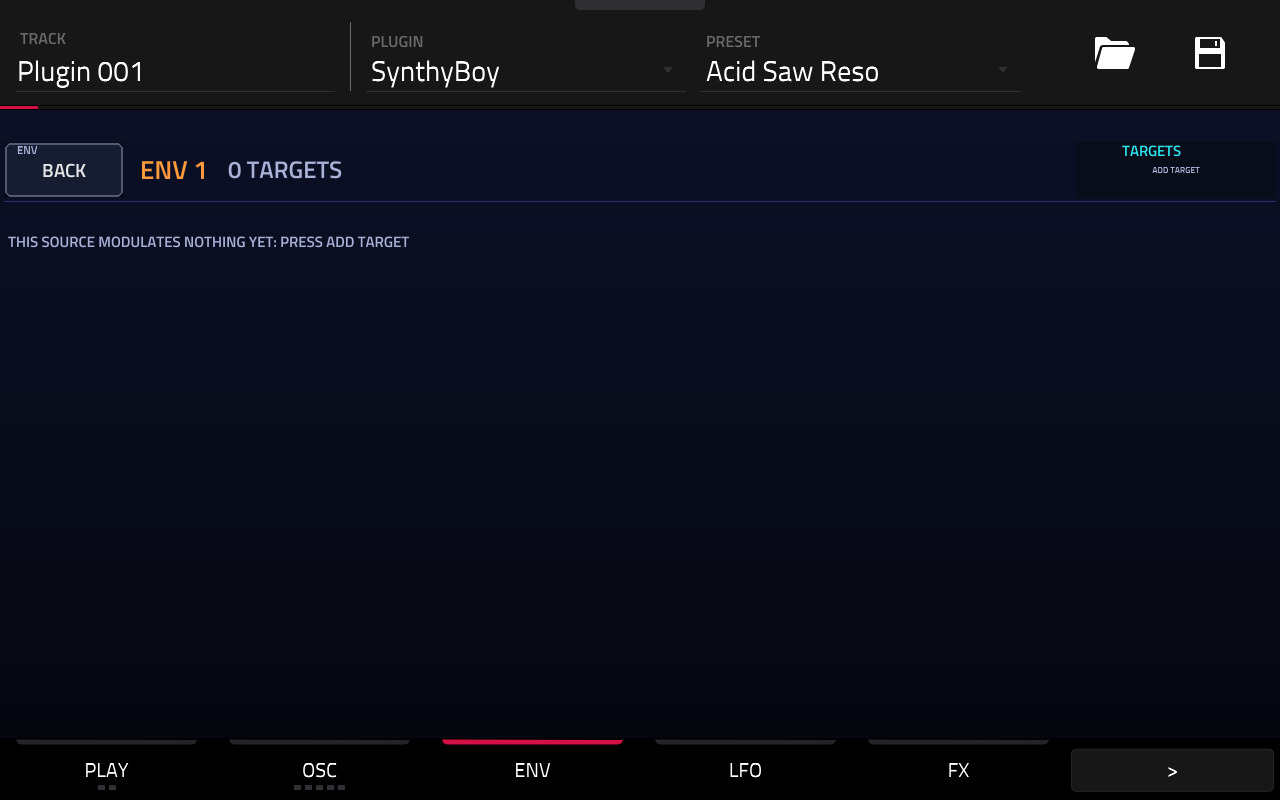 TRACK
Plugin 001
PLUGIN
SynthyBoy
PRESET
Acid Saw Reso
ENV
BACK
ENV 1
0 TARGETS
TARGETS
ADD TARGET
THIS SOURCE MODULATES NOTHING YET: PRESS ADD TARGET
PLAY
OSC
ENV
LFO
FX
>